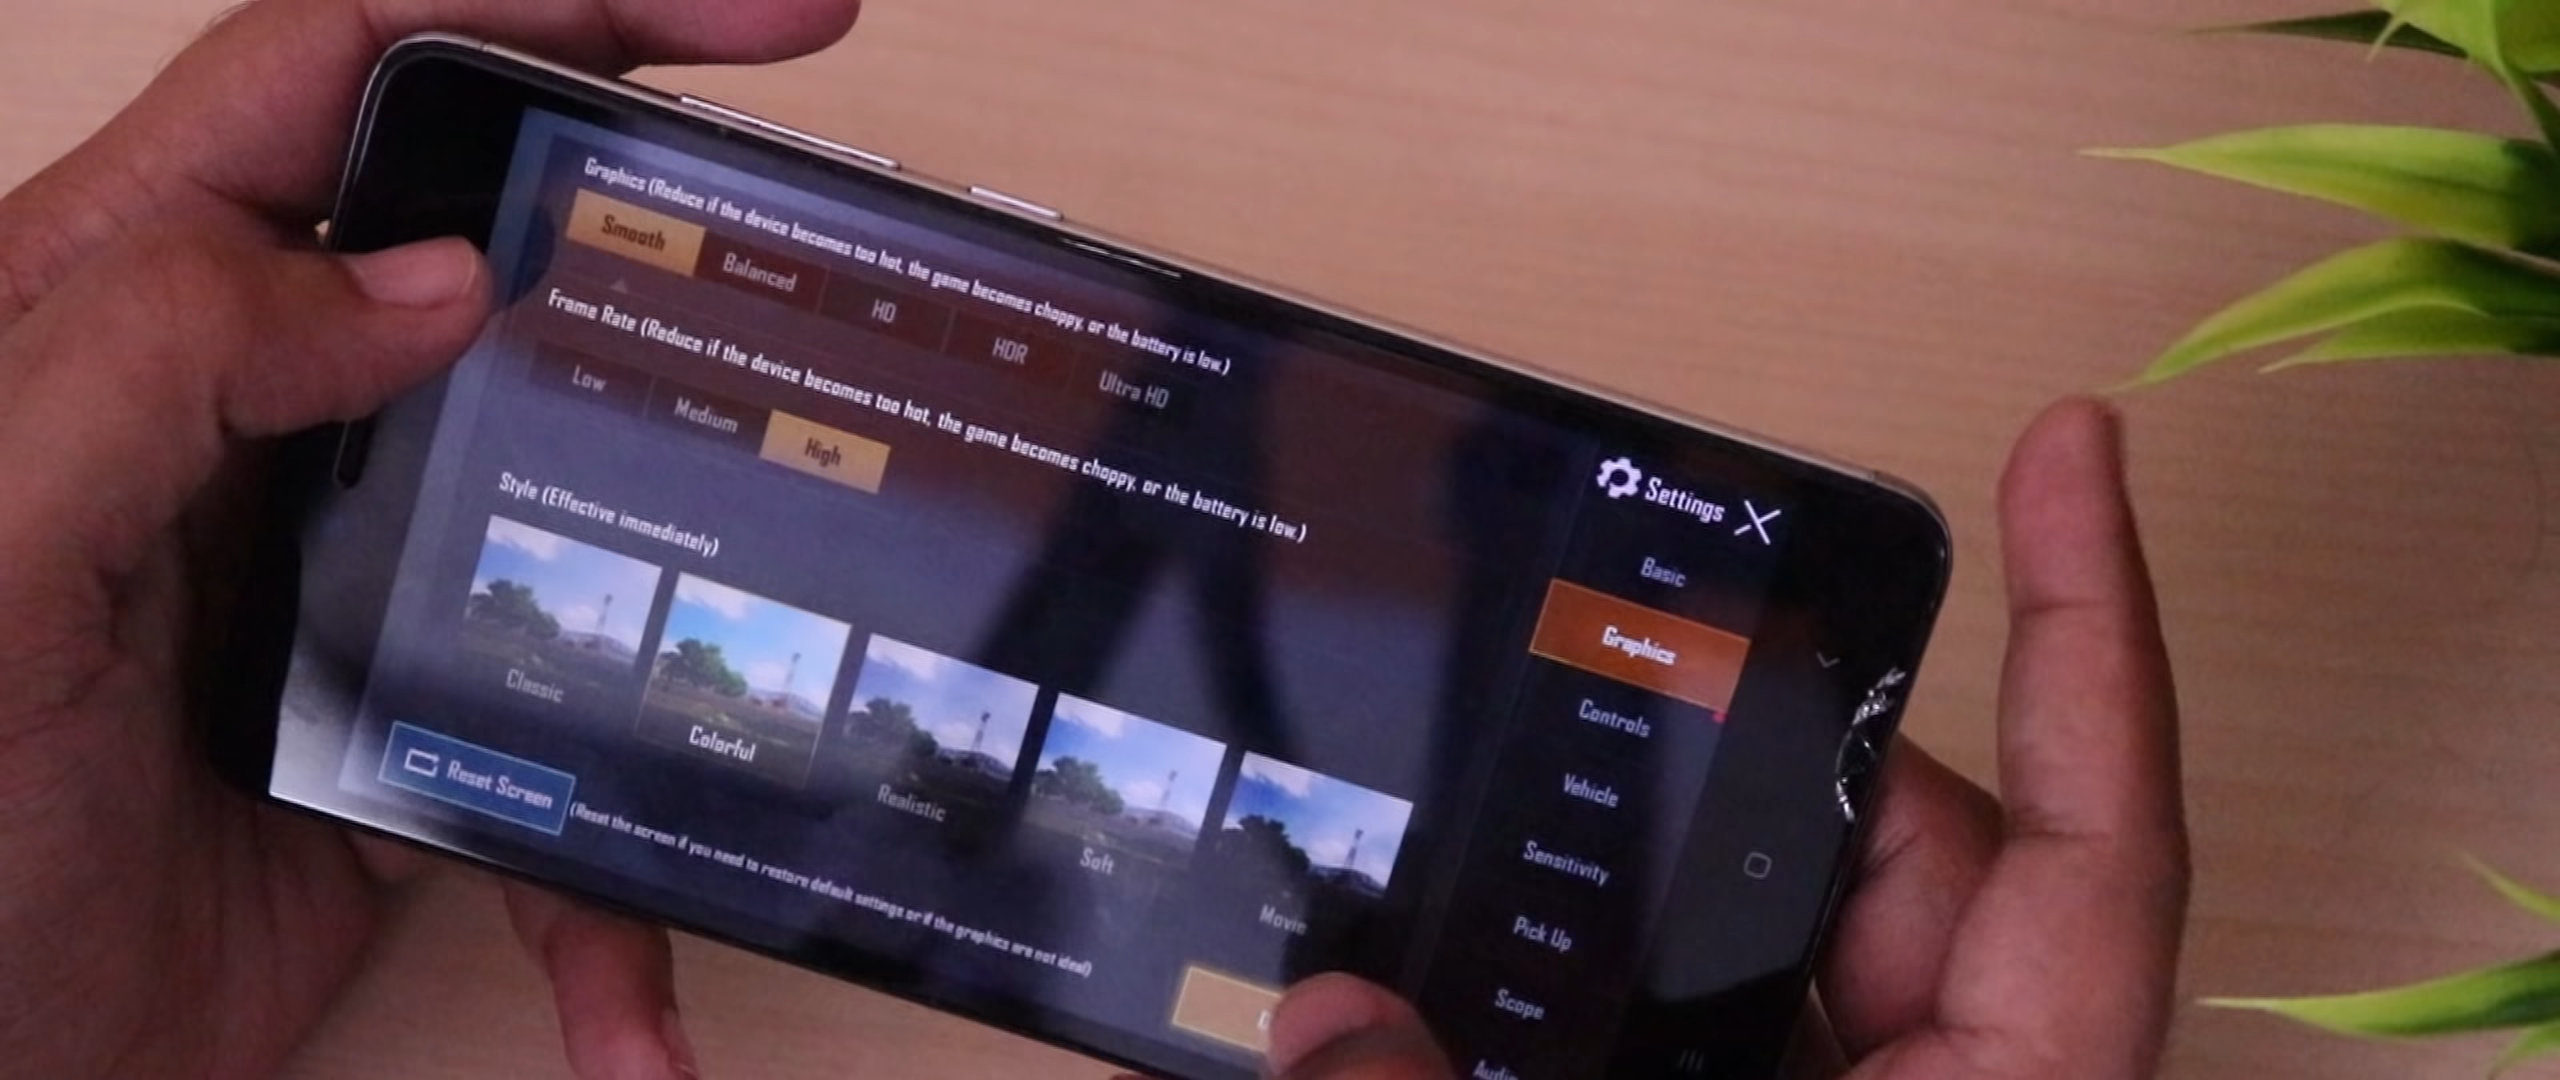 Graphics (Reduce if the device becomes too hot, the game becomes choppy, or the battery is low.)
Smooth
Balanced
HD
HDR
Ultra HD
Frame Rate (Reduce if the device becomes too hot, the game becomes choppy, or the battery is low.)
Low
Medium
High
Style (Effective immediately)
Classic
Colorful
Realistic
Soft
Movie
Reset Screen
(Reset the screen if you need to restore default settings or if the graphics are not ideal)
Settings
Basic
Graphics
Controls
Vehicle
Sensitivity
Pick Up
Scope